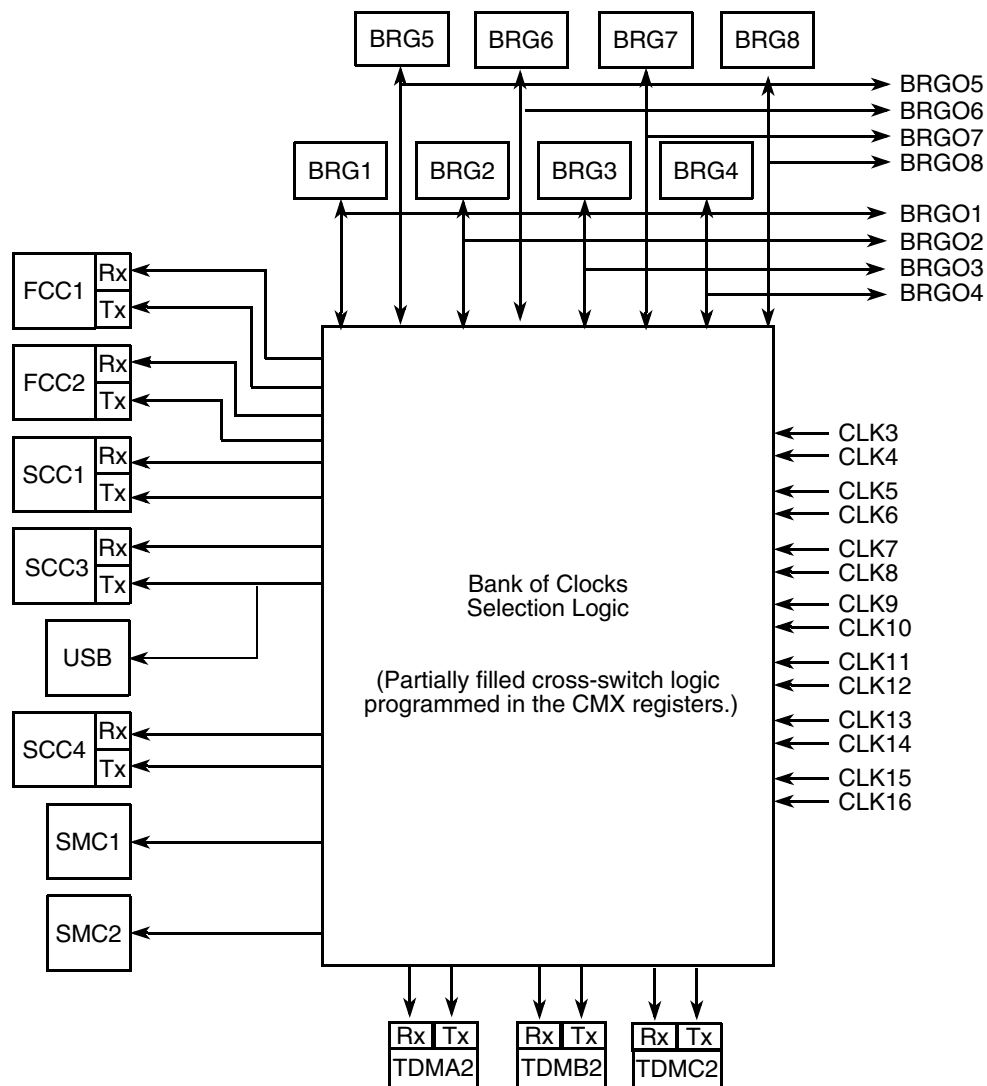 BRG5
BRG6
BRG7
BRG8
BRGO5
BRGO6
BRGO7
BRGO8
BRG1
BRG2
BRG3
BRG4
BRGO1
BRGO2
BRGO3
BRGO4
FCC1
Rx
Tx
FCC2
Rx
Tx
SCC1
Rx
Tx
SCC3
Rx
Tx
USB
SCC4
Rx
Tx
SMC1
SMC2
Bank of Clocks
Selection Logic
(Partially filled cross-switch logic
programmed in the CMX registers.)
CLK3
CLK4
CLK5
CLK6
CLK7
CLK8
CLK9
CLK10
CLK11
CLK12
CLK13
CLK14
CLK15
CLK16
Rx Tx
TDMA2
Rx Tx
TDMB2
Rx Tx
TDMC2